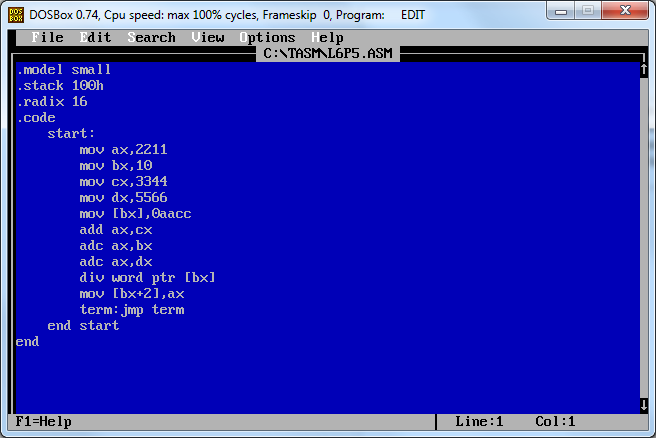 DOSBox 0.74, Cpu speed: max 100% cycles, Frameskip 0, Program: EDIT
File Edit Search View Options Help
C:\TASM\L6P5.ASM
.model small
.stack 100h
.radix 16
.code
start:
mov ax,2211
mov bx,10
mov cx,3344
mov dx,5566
mov [bx],0aacc
add ax,cx
adc ax,bx
adc ax,dx
div word ptr [bx]
mov [bx+2],ax
term:jmp term
end start
end
F1=Help Line:1 Col:1